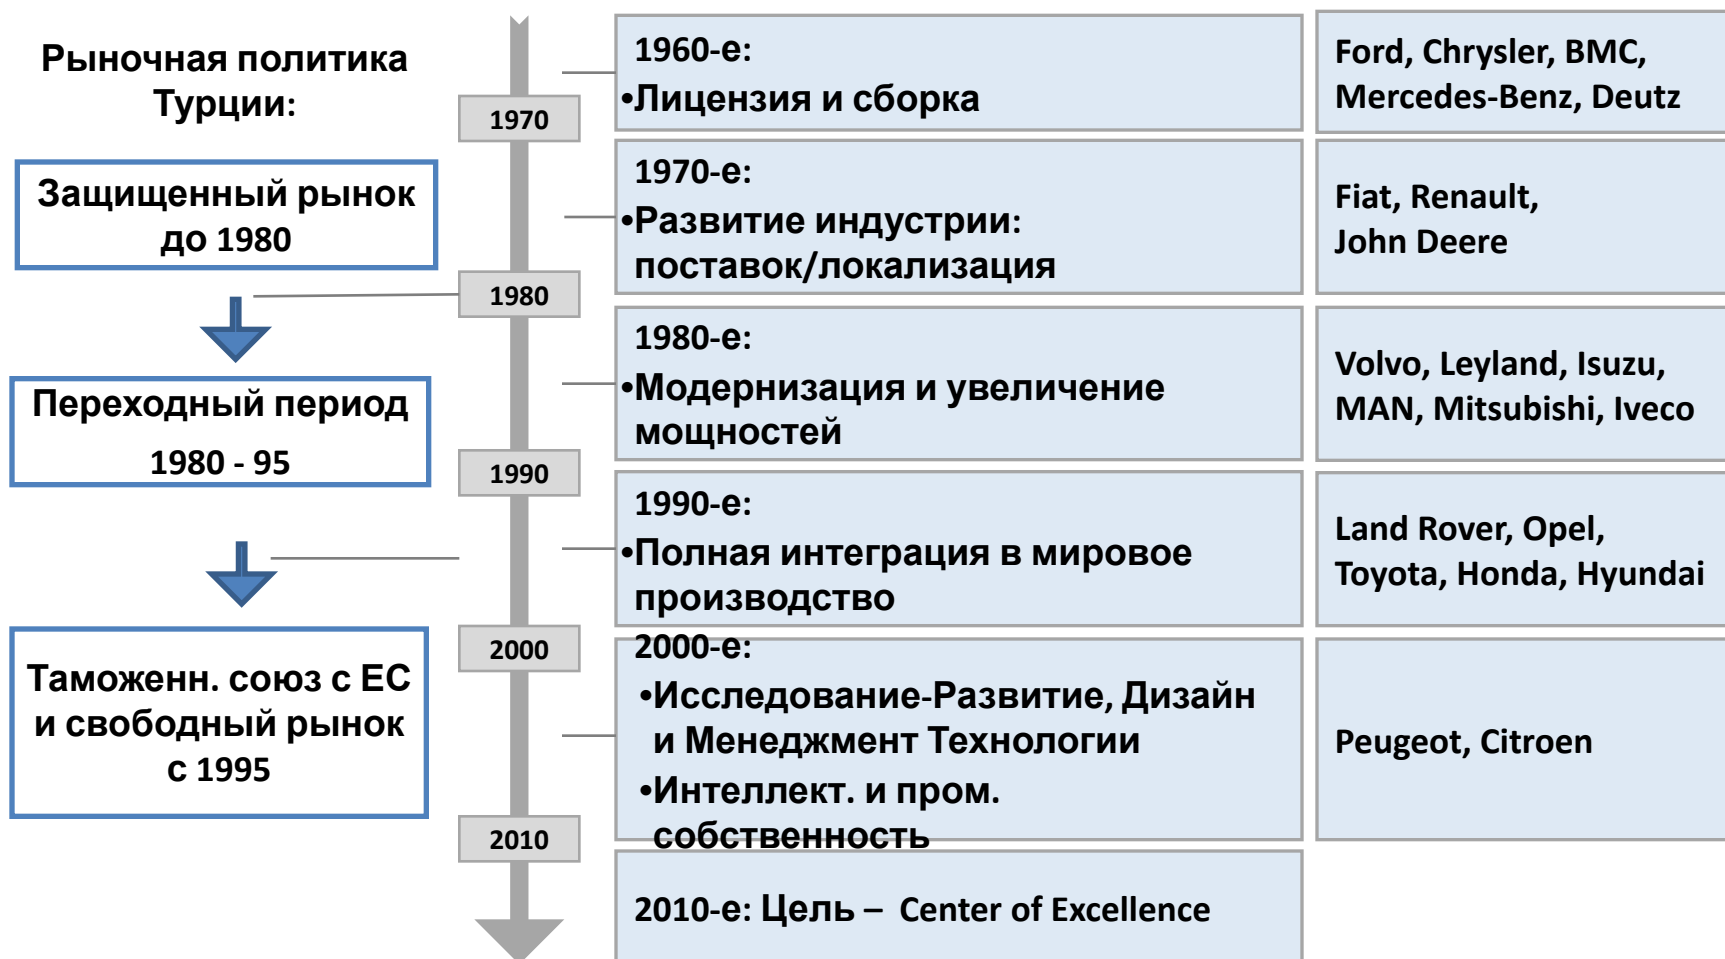 Рыночная политика
Турции:
Защищенный рынок
до 1980
Переходный период
1980 - 95
Таможенн. союз с ЕС
и свободный рынок
с 1995
1970
1980
1990
2000
2010
1960-е:
•Лицензия и сборка
Ford, Chrysler, BMC,
Mercedes-Benz, Deutz
1970-е:
•Развитие индустрии:
поставок/локализация
Fiat, Renault,
John Deere
1980-е:
•Модернизация и увеличение
мощностей
Volvo, Leyland, Isuzu,
MAN, Mitsubishi, Iveco
1990-е:
•Полная интеграция в мировое
производство
Land Rover, Opel,
Toyota, Honda, Hyundai
2000-е:
•Исследование-Развитие, Дизайн
и Менеджмент Технологии
•Интеллект. и пром.
собственность
Peugeot, Citroen
2010-е: Цель – Center of Excellence